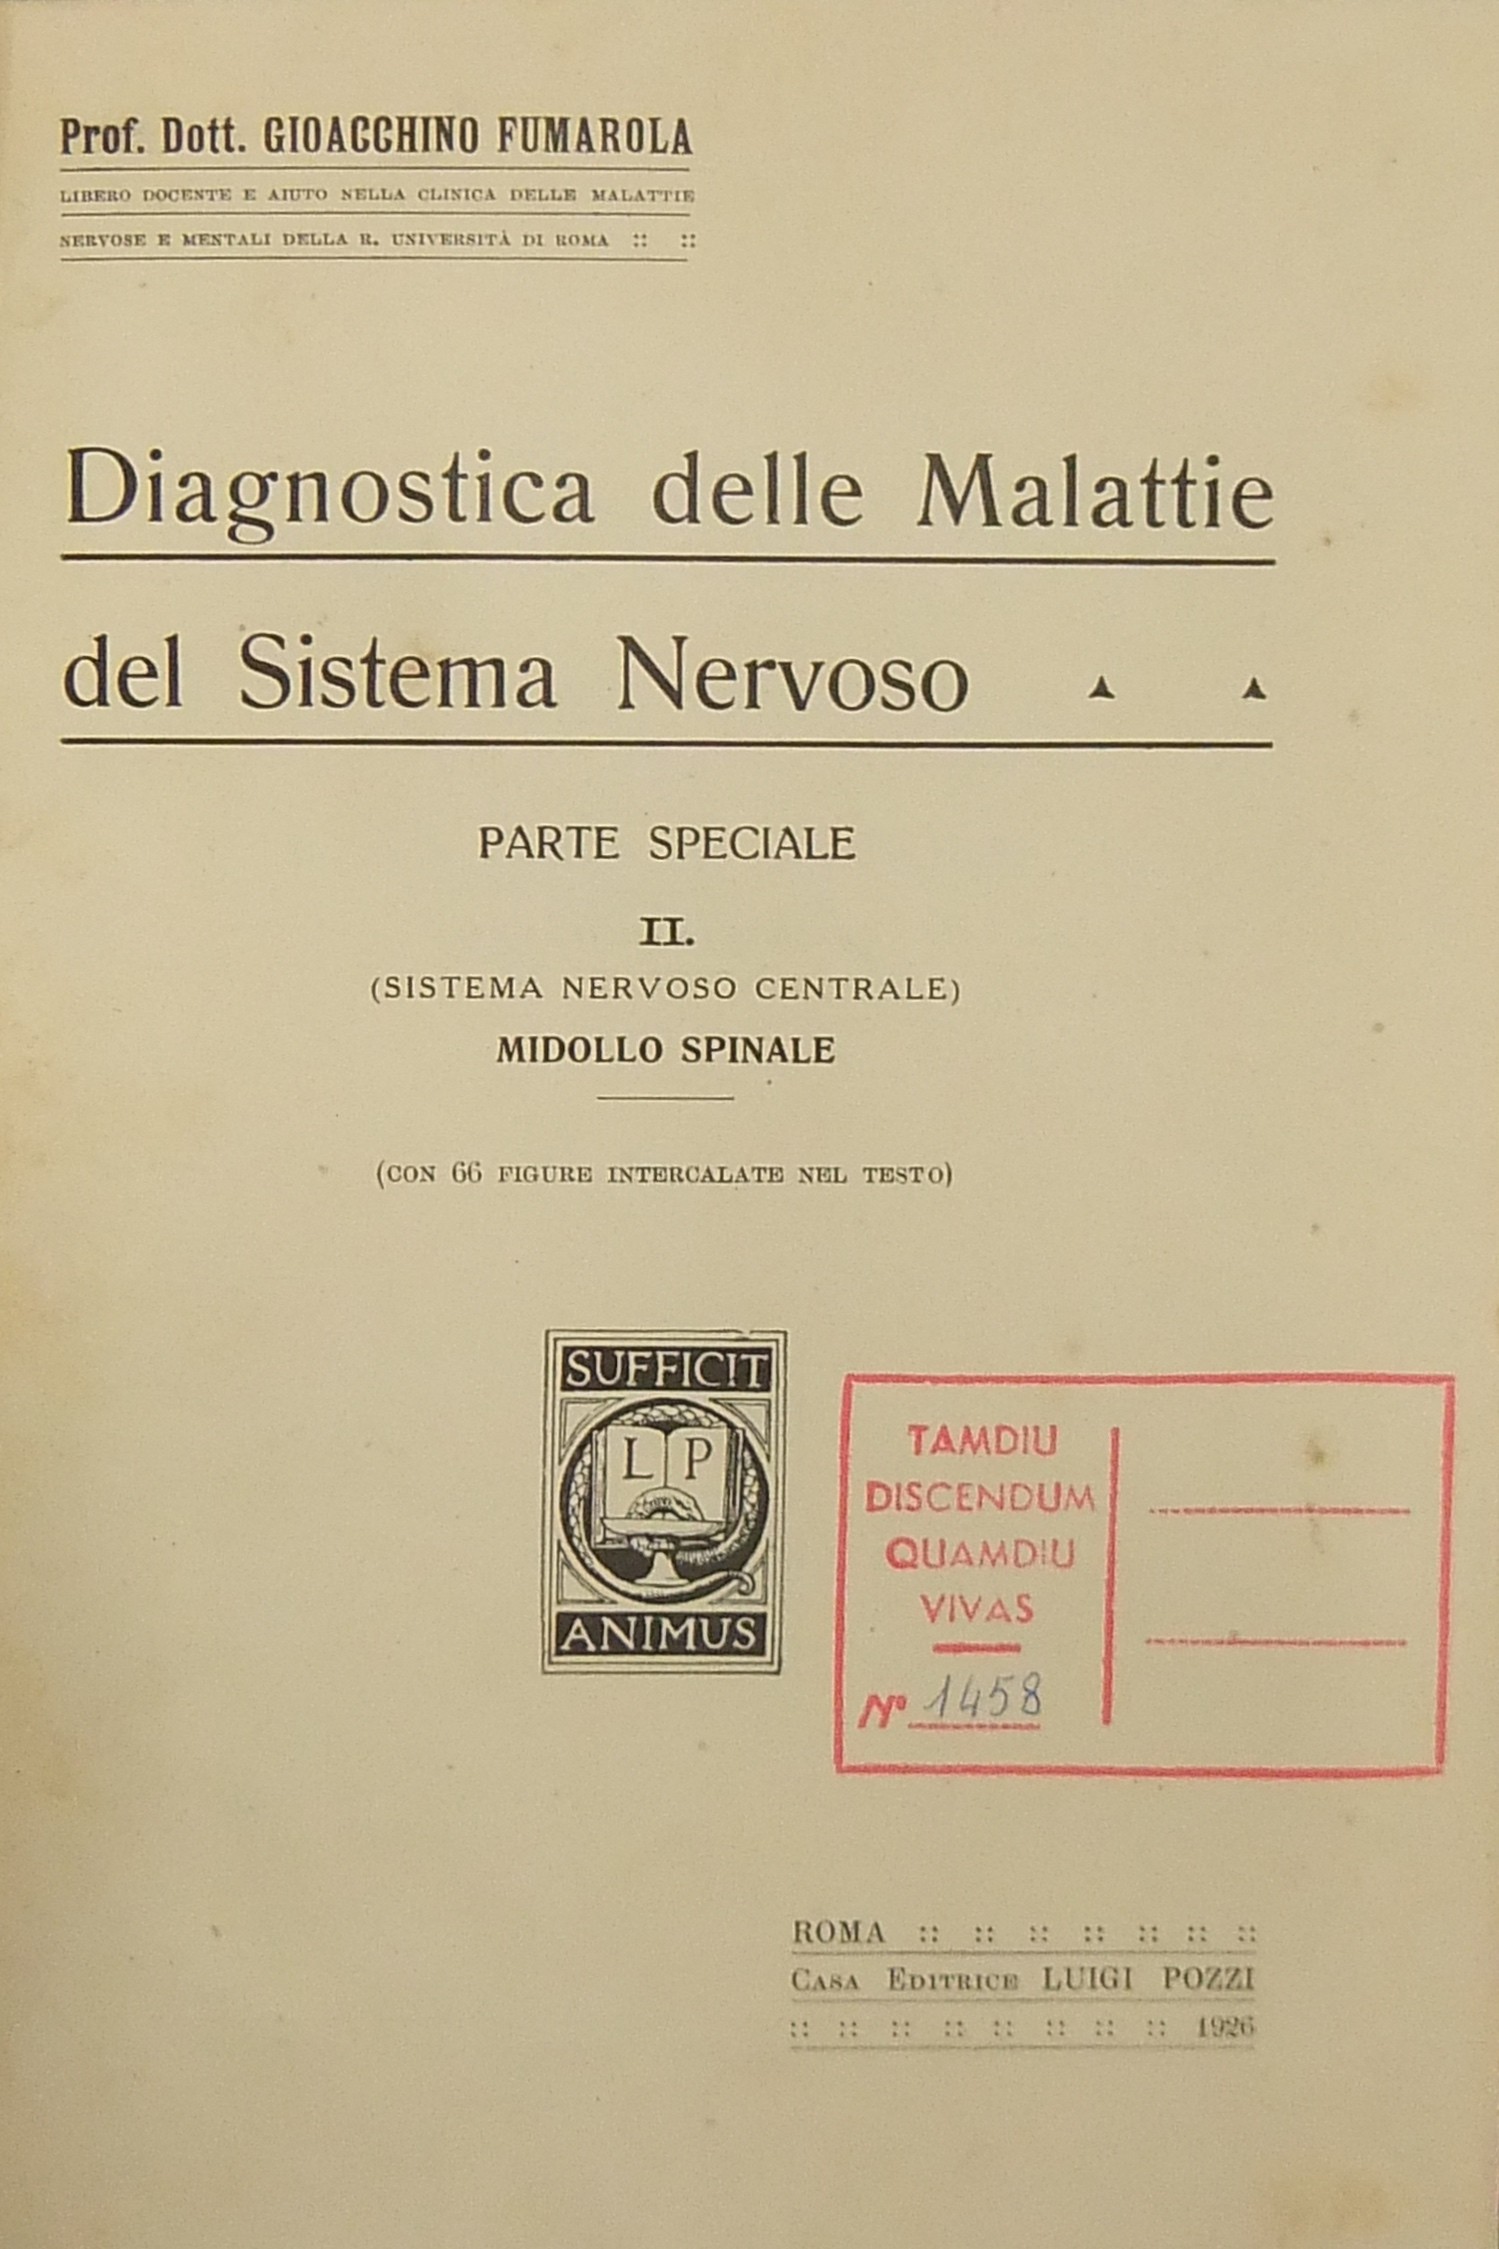 Prof. Dott. GIOACCHINO FUMAROLA
LIBERO DOCENTE E AIUTO NELLA CLINICA DELLE MALATTIE
NERVOSE E MENTALI DELLA R. UNIVERSITÀ DI ROMA :: ::
Diagnostica delle Malattie
del Sistema Nervoso
PARTE SPECIALE
II.
(SISTEMA NERVOSO CENTRALE)
MIDOLLO SPINALE
(CON 66 FIGURE INTERCALATE NEL TESTO)
SUFFICIT
L P
ANIMUS
TAMDIU
DISCENDUM
QUAMDIU
VIVAS
Nº 1458
ROMA :: :: :: :: :: :: ::
CASA EDITRICE LUIGI POZZI
:: :: :: :: :: :: :: :: 1926